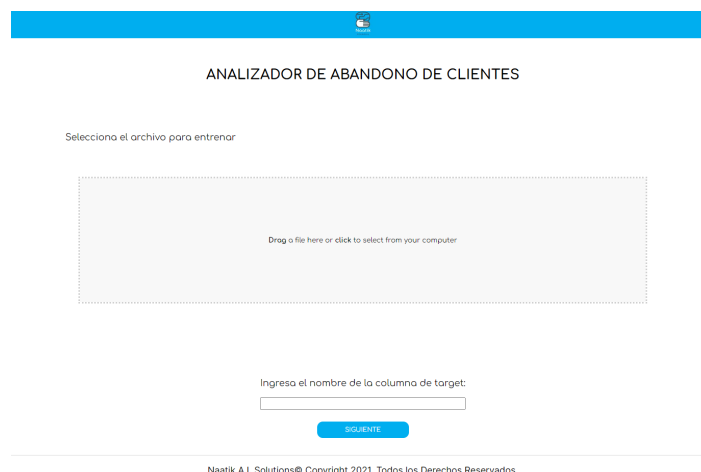 Naatik
ANALIZADOR DE ABANDONO DE CLIENTES
Selecciona el archivo para entrenar
Drag a file here or click to select from your computer
Ingresa el nombre de la columna de target:
SIGUIENTE
Naatik A.I. Solutions© Copyright 2021. Todos los Derechos Reservados